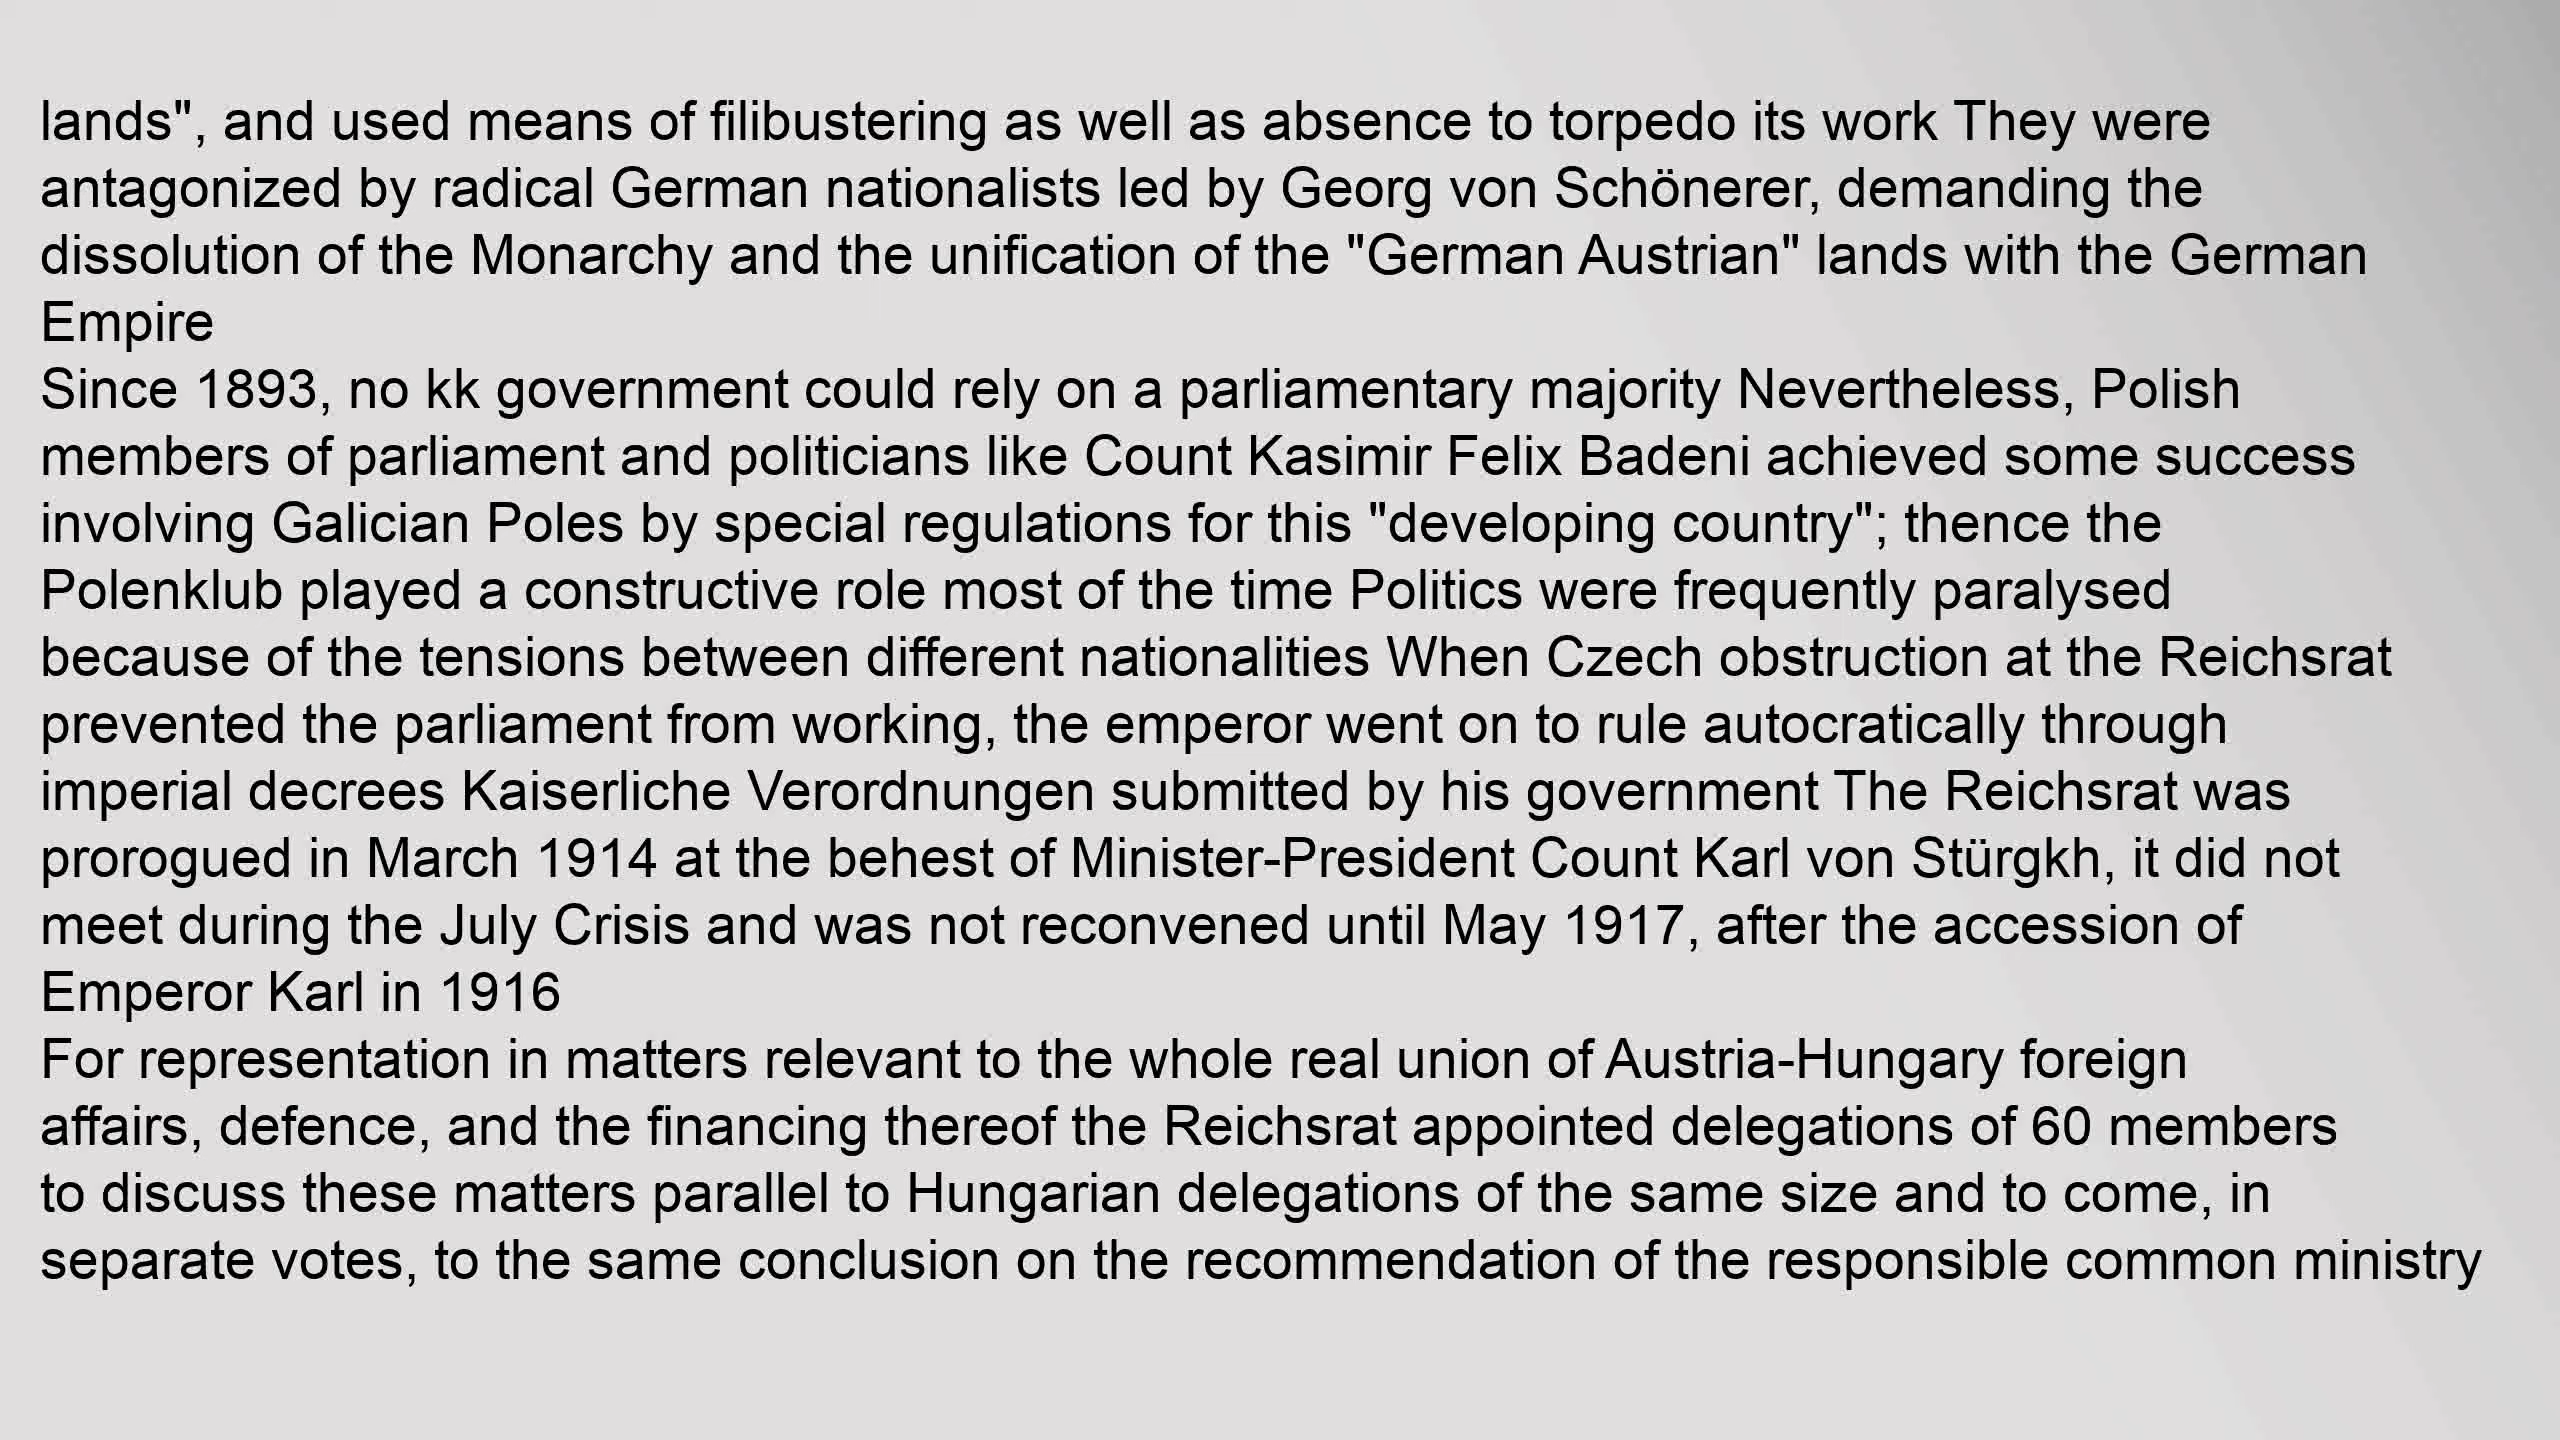 lands", and used means of filibustering as well as absence to torpedo its work They were
antagonized by radical German nationalists led by Georg von Schönerer, demanding the
dissolution of the Monarchy and the unification of the "German Austrian" lands with the German
Empire
Since 1893, no kk government could rely on a parliamentary majority Nevertheless, Polish
members of parliament and politicians like Count Kasimir Felix Badeni achieved some success
involving Galician Poles by special regulations for this "developing country"; thence the
Polenklub played a constructive role most of the time Politics were frequently paralysed
because of the tensions between different nationalities When Czech obstruction at the Reichsrat
prevented the parliament from working, the emperor went on to rule autocratically through
imperial decrees Kaiserliche Verordnungen submitted by his government The Reichsrat was
prorogued in March 1914 at the behest of Minister-President Count Karl von Stürgkh, it did not
meet during the July Crisis and was not reconvened until May 1917, after the accession of
Emperor Karl in 1916
For representation in matters relevant to the whole real union of Austria-Hungary foreign
affairs, defence, and the financing thereof the Reichsrat appointed delegations of 60 members
to discuss these matters parallel to Hungarian delegations of the same size and to come, in
separate votes, to the same conclusion on the recommendation of the responsible common ministry